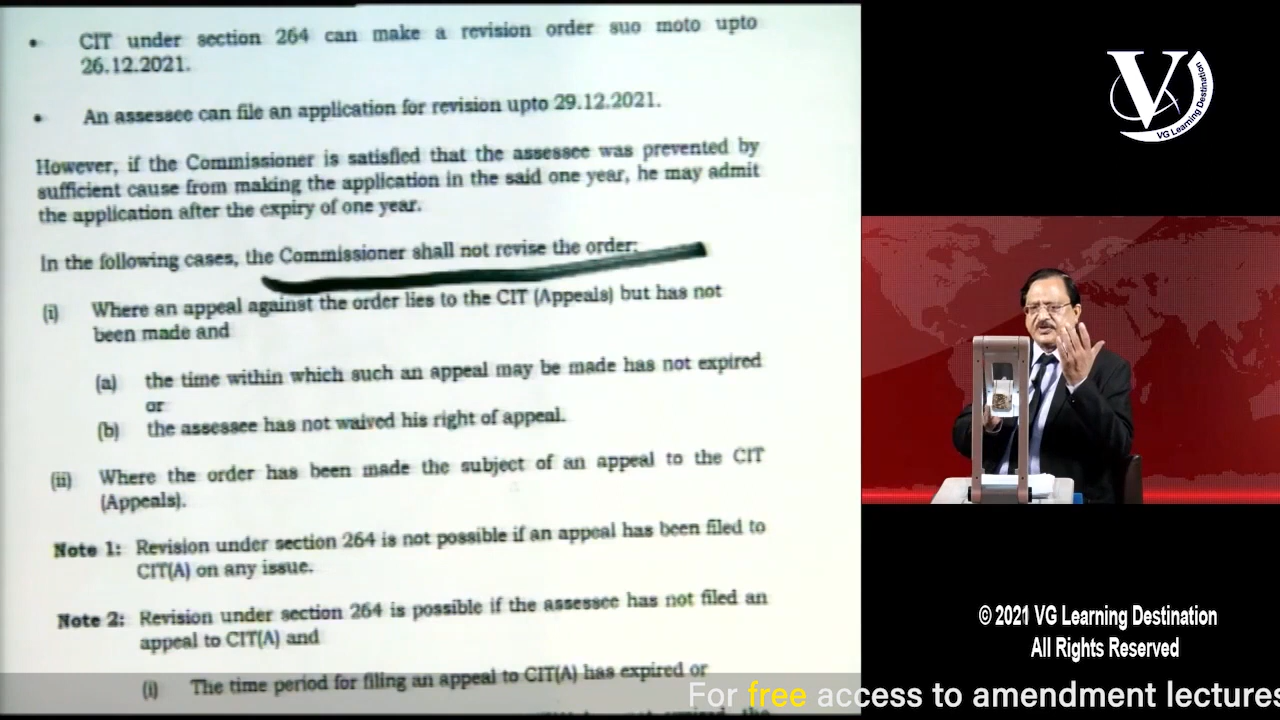 • CIT under section 264 can make a revision order suo moto upto
26.12.2021.
• An assessee can file an application for revision upto 29.12.2021.
However, if the Commissioner is satisfied that the assessee was prevented by
sufficient cause from making the application in the said one year, he may admit
the application after the expiry of one year.
In the following cases, the Commissioner shall not revise the order:
(i) Where an appeal against the order lies to the CIT (Appeals) but has not
been made and
(a) the time within which such an appeal may be made has not expired
or
(b) the assessee has not waived his right of appeal.
(ii) Where the order has been made the subject of an appeal to the CIT
(Appeals).
Note 1: Revision under section 264 is not possible if an appeal has been filed to
CIT(A) on any issue.
Note 2: Revision under section 264 is possible if the assessee has not filed an
appeal to CIT(A) and
(i) The time period for filing an appeal to CIT(A) has expired or
V
VG Learning Destination
© 2021 VG Learning Destination
All Rights Reserved
For free access to amendment lectures